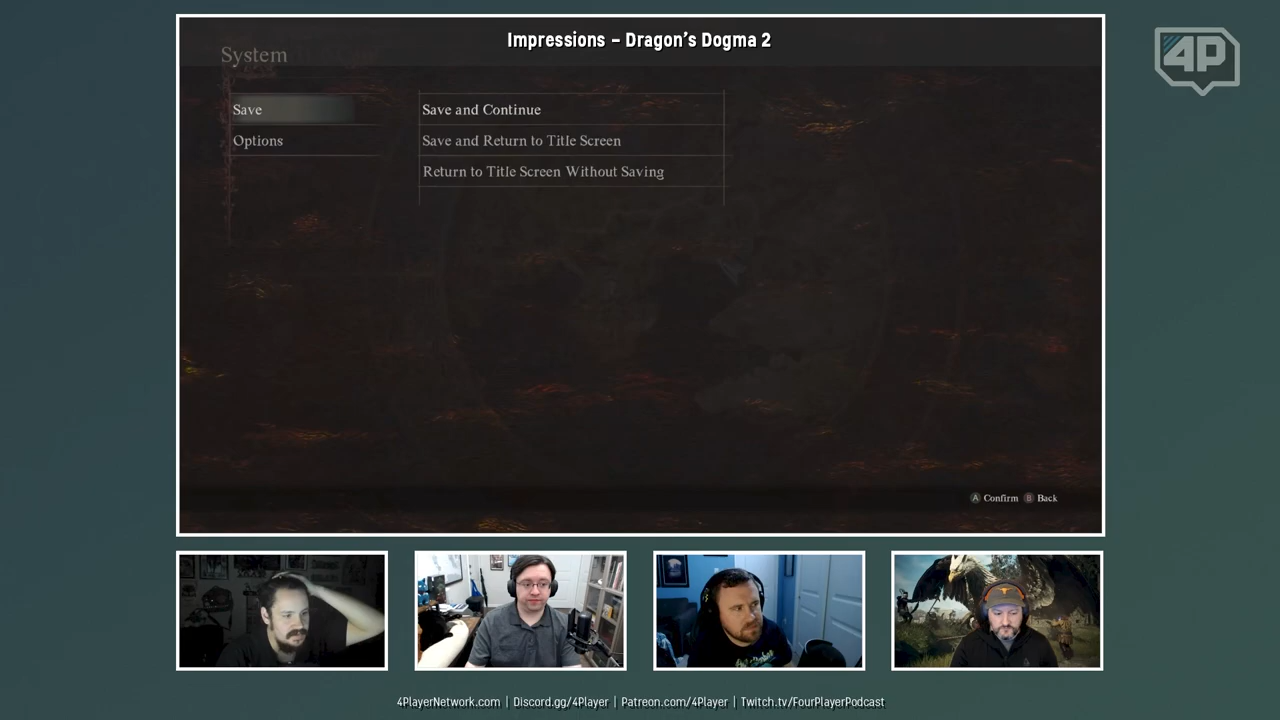 Impressions – Dragon's Dogma 2
4P
System
Save
Options
Save and Continue
Save and Return to Title Screen
Return to Title Screen Without Saving
A Confirm B Back
4PlayerNetwork.com | Discord.gg/4Player | Patreon.com/4Player | Twitch.tv/FourPlayerPodcast